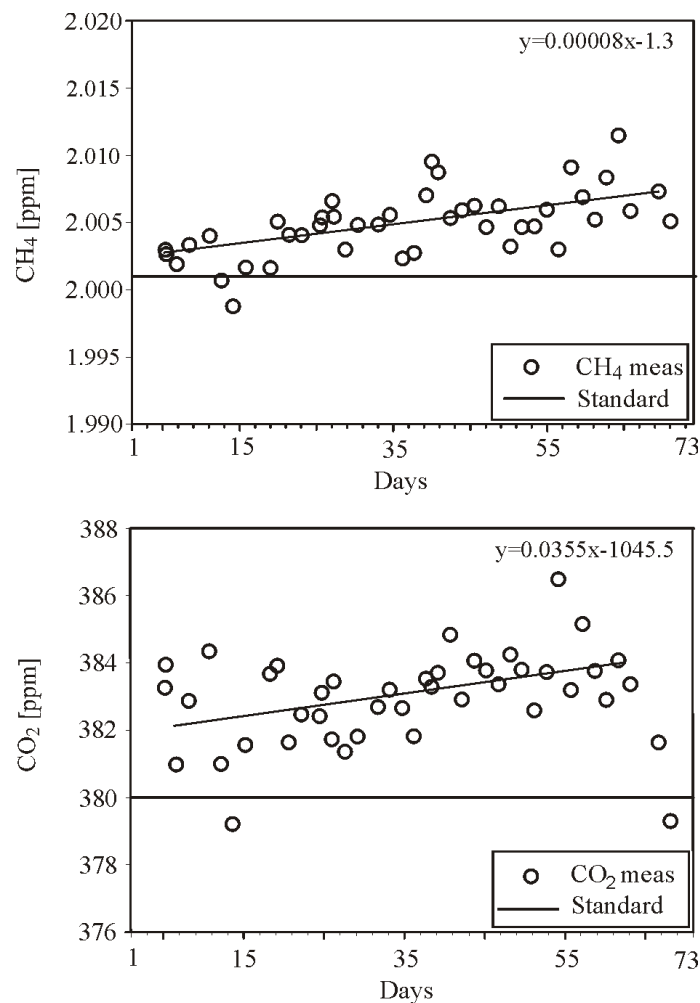 2.020
y=0.00008x-1.3
2.015
2.010
2.005
2.000
1.995
1.990
CH₄ [ppm]
CH₄ meas
Standard
1 15 35 55 73
Days
388
y=0.0355x-1045.5
386
384
382
380
378
376
CO₂ [ppm]
CO₂ meas
Standard
1 15 35 55 73
Days